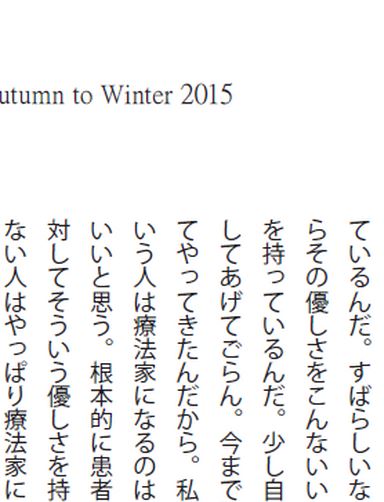 utumn to Winter 2015
ているんだ。すばらしいな
らその優しさをこんないい
を持っているんだ。少し自
してあげてごらん。今まで
てやってきたんだから。私
いう人は療法家になるのは
いいと思う。根本的に患者
対してそういう優しさを持
ない人はやっぱり療法家に